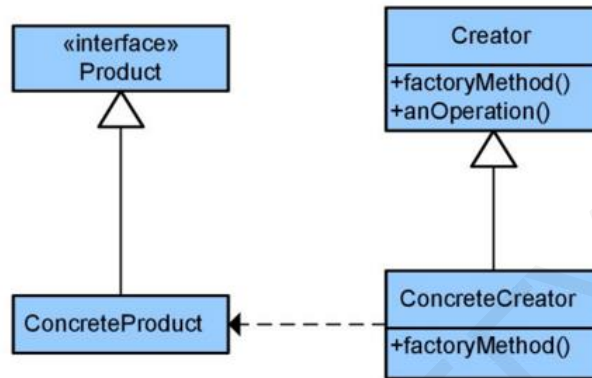 «interface»
Product
Creator
+factoryMethod()
+anOperation()
ConcreteProduct
ConcreteCreator
+factoryMethod()